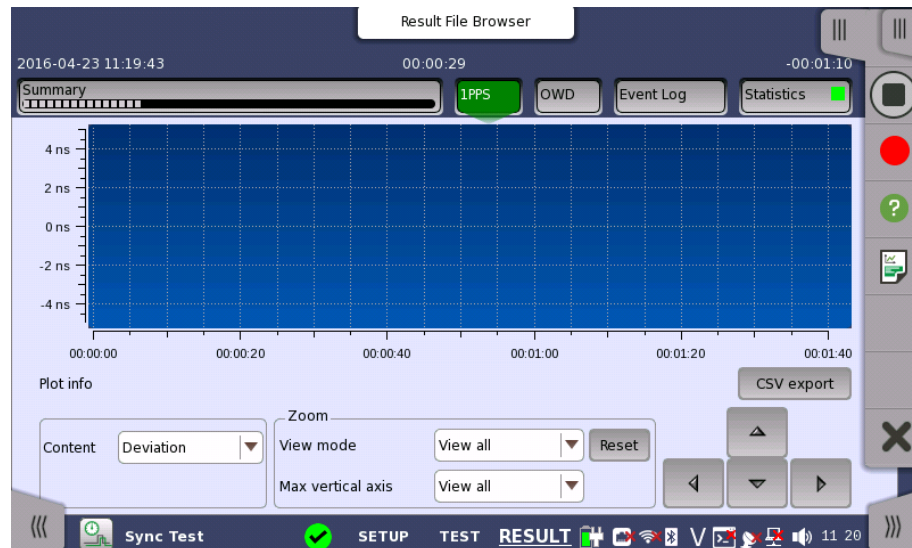 Result File Browser
2016-04-23 11:19:43 00:00:29 -00:01:10
Summary 1PPS OWD Event Log Statistics
4 ns
2 ns
0 ns
-2 ns
-4 ns
00:00:00 00:00:20 00:00:40 00:01:00 00:01:20 00:01:40
Plot info CSV export
Zoom
Content Deviation View mode View all Reset
Max vertical axis View all
Sync Test SETUP TEST RESULT V 11 20